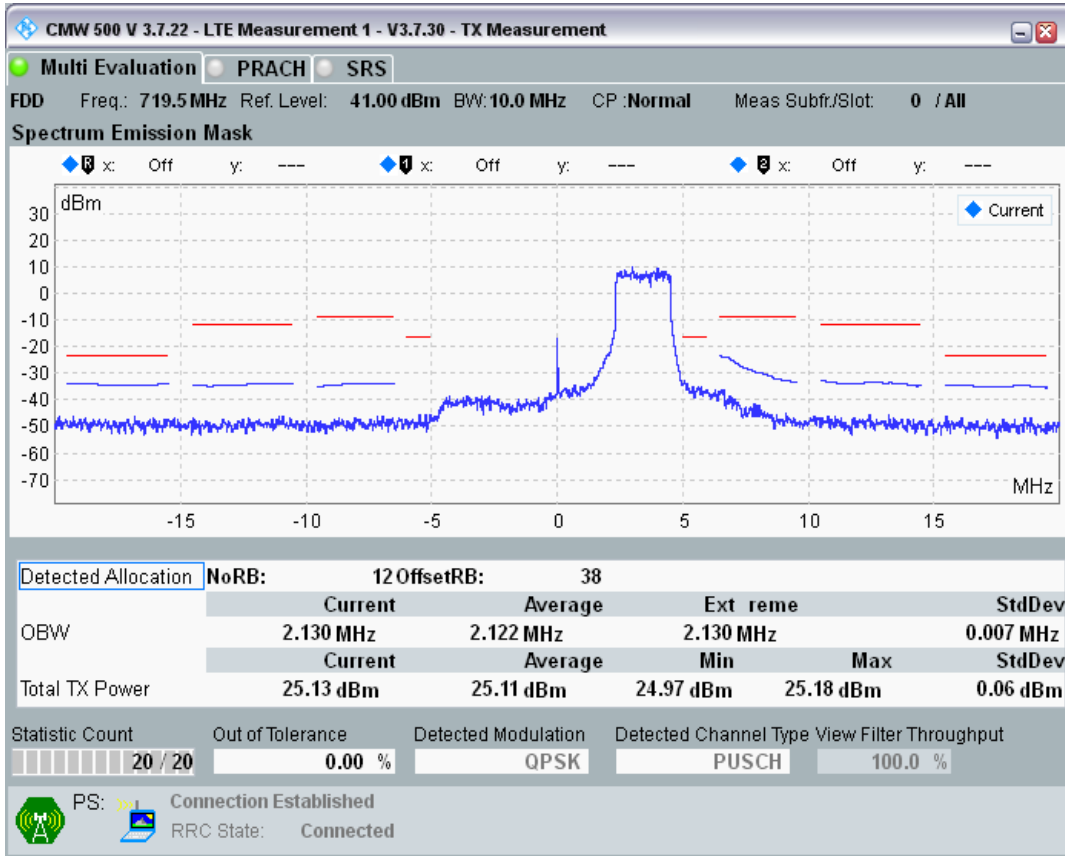 CMW 500 V 3.7.22 - LTE Measurement 1 - V3.7.30 - TX Measurement
Multi Evaluation PRACH SRS
FDD Freq.: 719.5 MHz Ref. Level: 41.00 dBm BW: 10.0 MHz CP :Normal Meas Subfr./Slot: 0 / All
Spectrum Emission Mask
R x: Off y: --- 1 x: Off y: --- 2 x: Off y: ---
dBm
Current
30
20
10
0
-10
-20
-30
-40
-50
-60
-70
MHz
-15 -10 -5 0 5 10 15
Detected Allocation NoRB: 12 OffsetRB: 38
Current Average Ext reme StdDev
OBW 2.130 MHz 2.122 MHz 2.130 MHz 0.007 MHz
Current Average Min Max StdDev
Total TX Power 25.13 dBm 25.11 dBm 24.97 dBm 25.18 dBm 0.06 dBm
Statistic Count Out of Tolerance Detected Modulation Detected Channel Type View Filter Throughput
20 / 20 0.00 % QPSK PUSCH 100.0 %
PS: Connection Established
RRC State: Connected